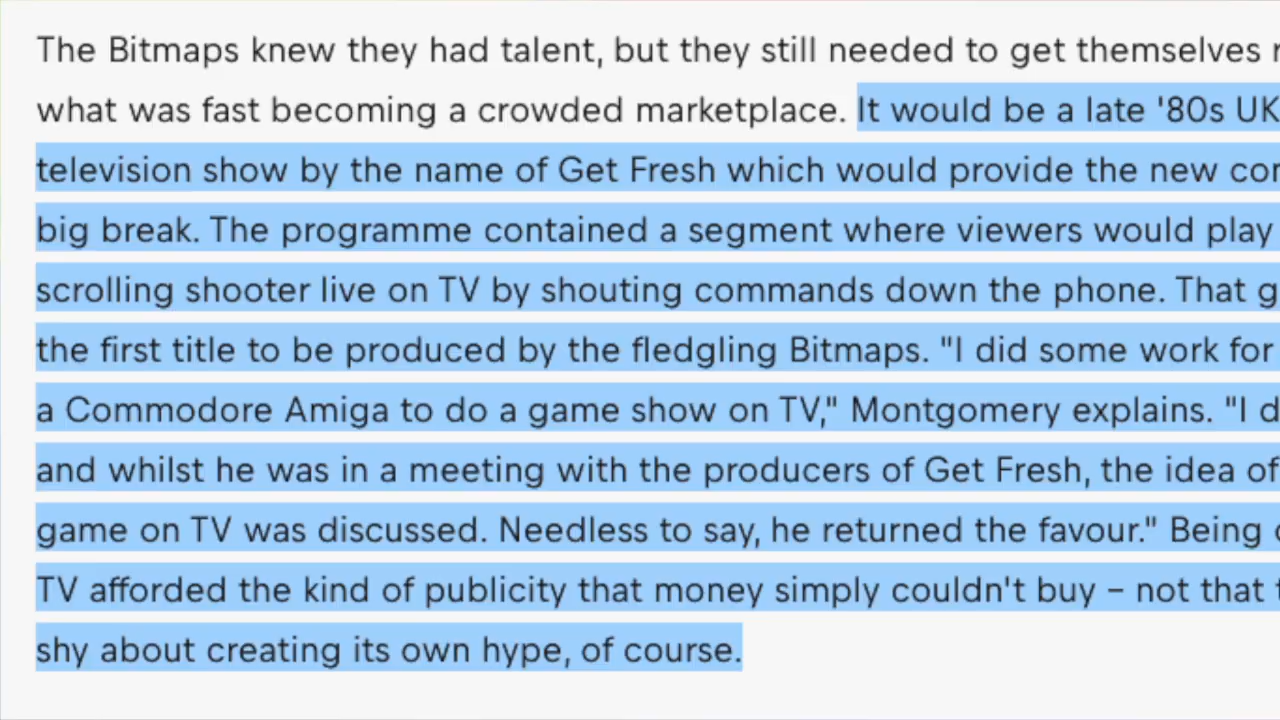 The Bitmaps knew they had talent, but they still needed to get themselves
what was fast becoming a crowded marketplace. It would be a late '80s UK
television show by the name of Get Fresh which would provide the new
big break. The programme contained a segment where viewers would play
scrolling shooter live on TV by shouting commands down the phone. That
the first title to be produced by the fledgling Bitmaps. "I did some work for
a Commodore Amiga to do a game show on TV," Montgomery explains. "I
and whilst he was in a meeting with the producers of Get Fresh, the idea of
game on TV was discussed. Needless to say, he returned the favour." Being
TV afforded the kind of publicity that money simply couldn't buy – not that
shy about creating its own hype, of course.